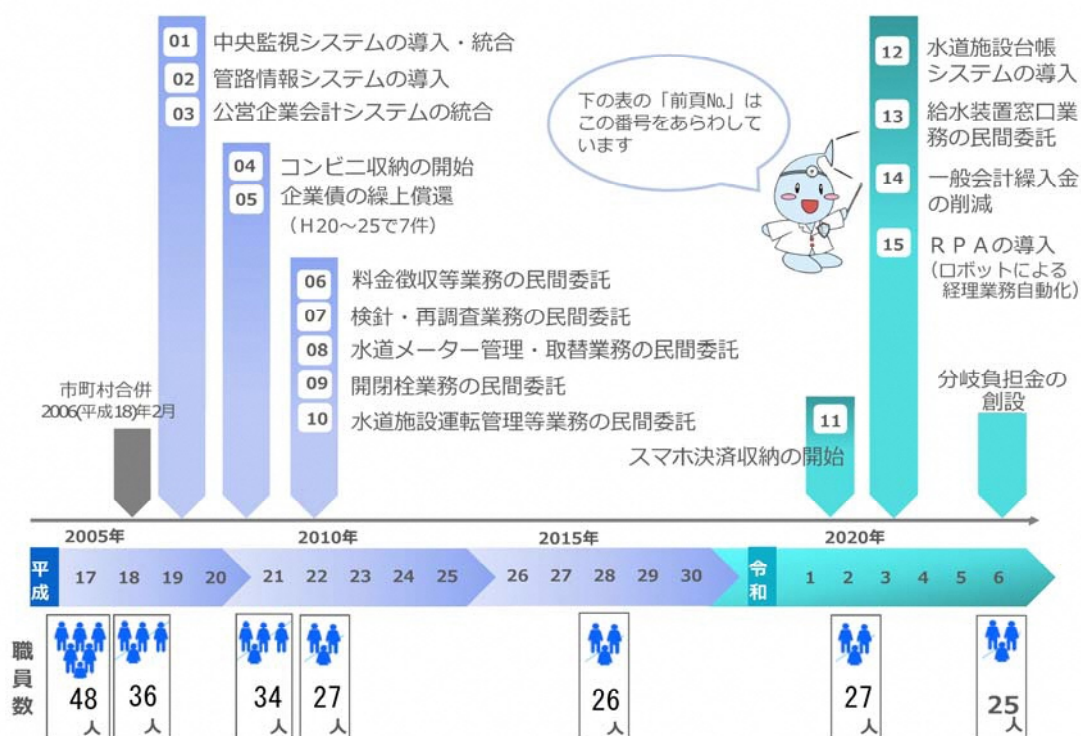 01 中央監視システムの導入・統合
02 管路情報システムの導入
03 公営企業会計システムの統合
04 コンビニ収納の開始
05 企業債の繰上償還
（H20～25で7件）
06 料金徴収等業務の民間委託
07 検針・再調査業務の民間委託
08 水道メーター管理・取替業務の民間委託
09 開閉栓業務の民間委託
10 水道施設運転管理等業務の民間委託
下の表の「前頁№」は
この番号をあらわして
います
11
スマホ決済収納の開始
12 水道施設台帳
システムの導入
13 給水装置窓口業
務の民間委託
14 一般会計繰入金
の削減
15 ＲＰＡの導入
（ロボットによる
経理業務自動化）
市町村合併
2006(平成18)年2月
分岐負担金の
創設
2005年 2010年 2015年 2020年
平成 17 18 19 20 21 22 23 24 25 26 27 28 29 30 令和 1 2 3 4 5 6
職員数
48人 36人 34人 27人 26人 27人 25人